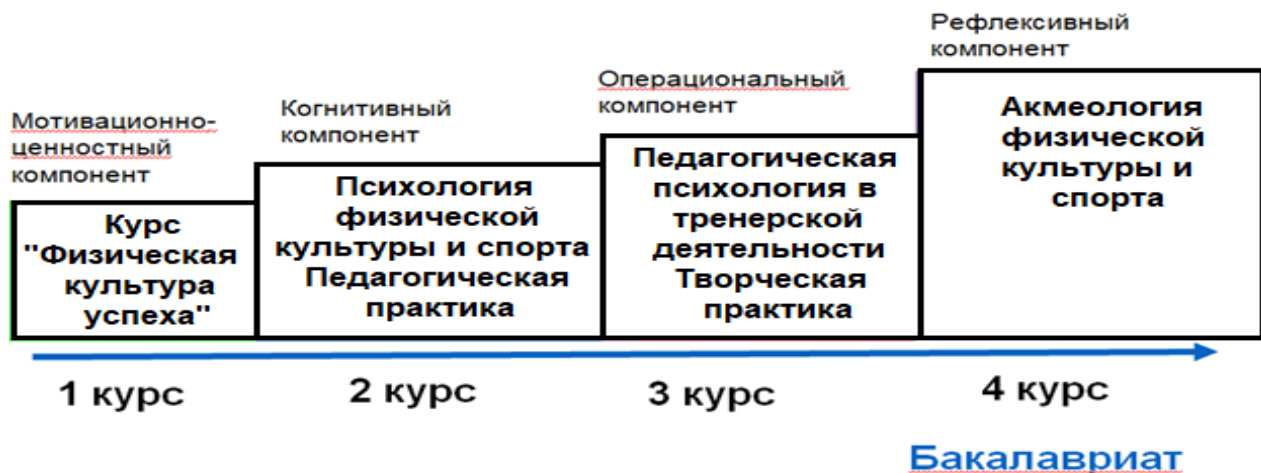 Мотивационно-
ценностный
компонент
Курс
"Физическая
культура
успеха"
Когнитивный
компонент
Психология
физической
культуры и спорта
Педагогическая
практика
Операциональный
компонент
Педагогическая
психология в
тренерской
деятельности
Творческая
практика
Рефлексивный
компонент
Акмеология
физической
культуры и
спорта
1 курс
2 курс
3 курс
4 курс
Бакалавриат